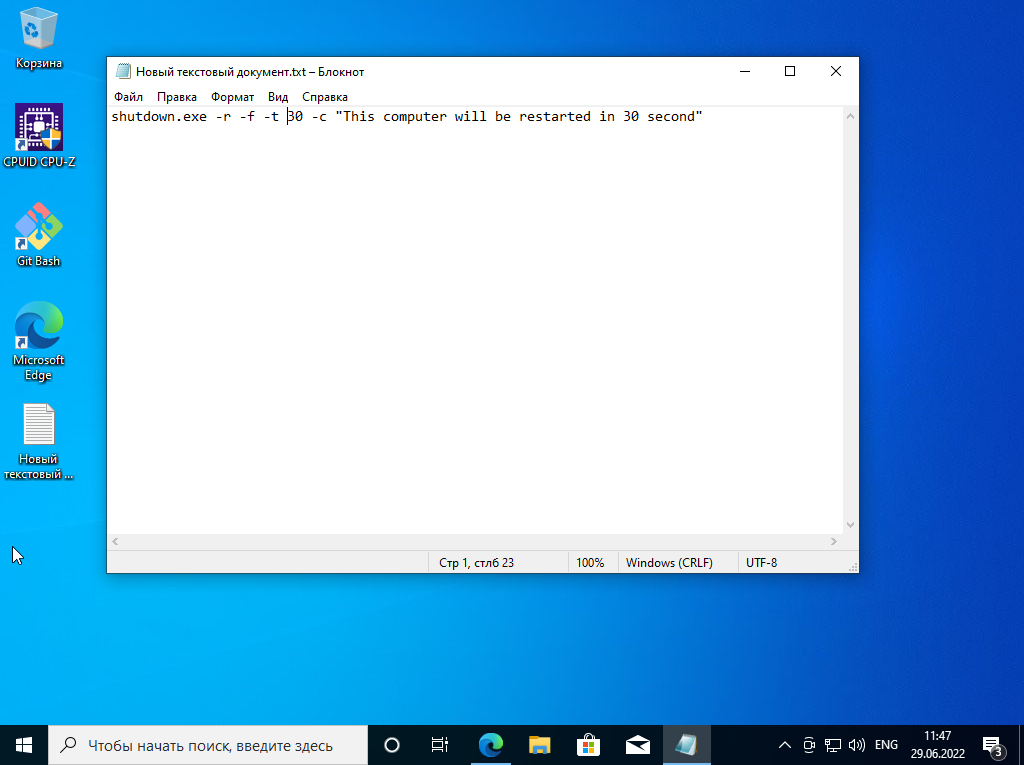 Корзина
CPUID CPU-Z
Git Bash
Microsoft
Edge
Новый
текстовый ...
Новый текстовый документ.txt – Блокнот
Файл Правка Формат Вид Справка
shutdown.exe -r -f -t 30 -c "This computer will be restarted in 30 second"
Стр 1, стлб 23 100% Windows (CRLF) UTF-8
Чтобы начать поиск, введите здесь
ENG
11:47
29.06.2022
3